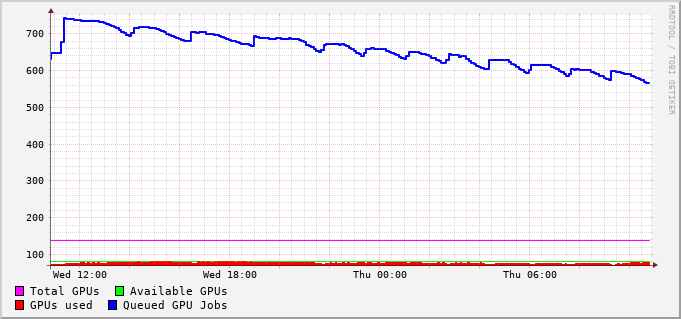 700
600
500
400
300
200
100
Wed 12:00 Wed 18:00 Thu 00:00 Thu 06:00
Total GPUs Available GPUs
GPUs used Queued GPU Jobs
RRDTOOL / TOBI OETIKER